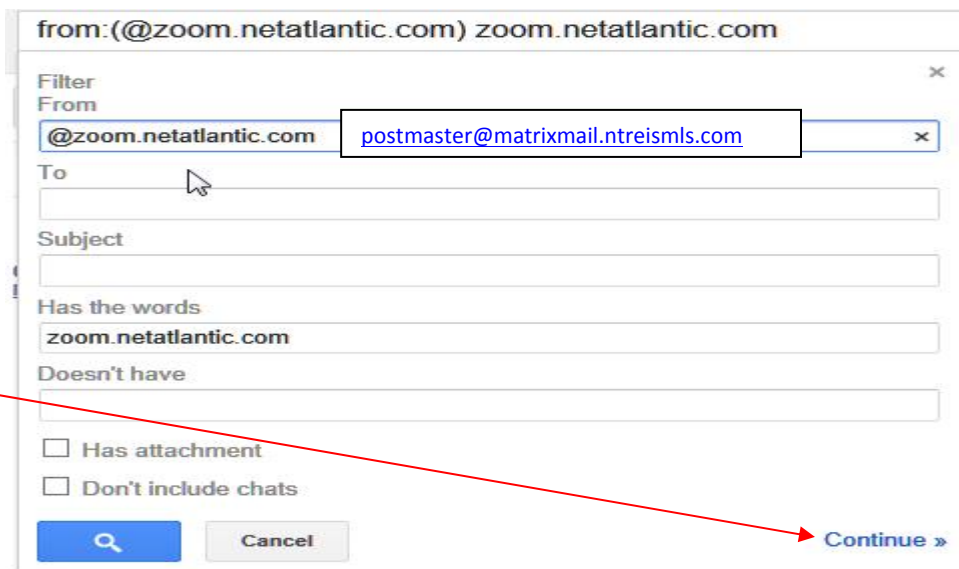 from:(@zoom.netatlantic.com) zoom.netatlantic.com
Filter ×
From
@zoom.netatlantic.com postmaster@matrixmail.ntreismls.com ×
To
Subject
Has the words
zoom.netatlantic.com
Doesn't have
Has attachment
Don't include chats
Cancel Continue »